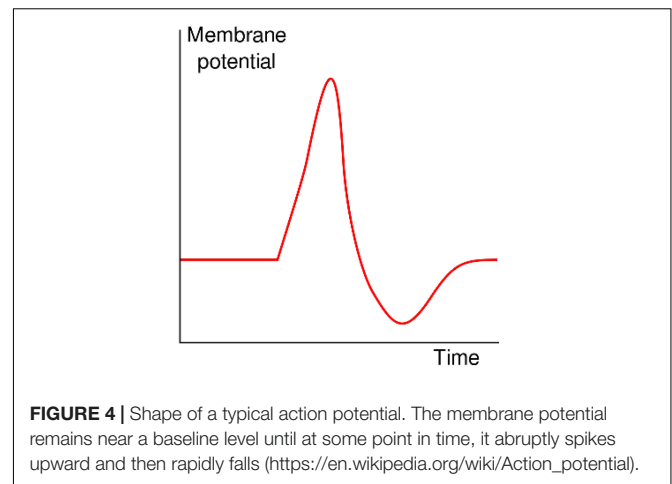 Membrane
potential
Time
FIGURE 4 | Shape of a typical action potential. The membrane potential
remains near a baseline level until at some point in time, it abruptly spikes
upward and then rapidly falls (https://en.wikipedia.org/wiki/Action_potential).